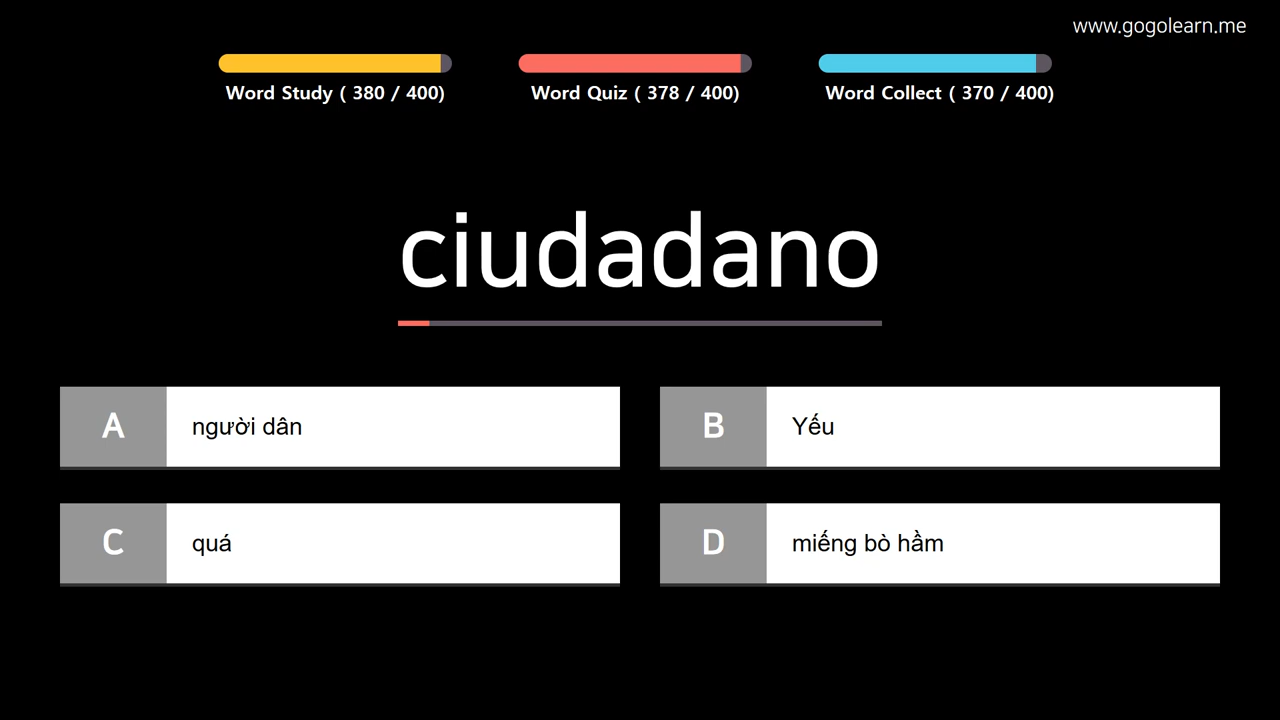 www.gogolearn.me
Word Study ( 380 / 400)
Word Quiz ( 378 / 400)
Word Collect ( 370 / 400)
ciudadano
A người dân
B Yếu
C quá
D miếng bò hầm